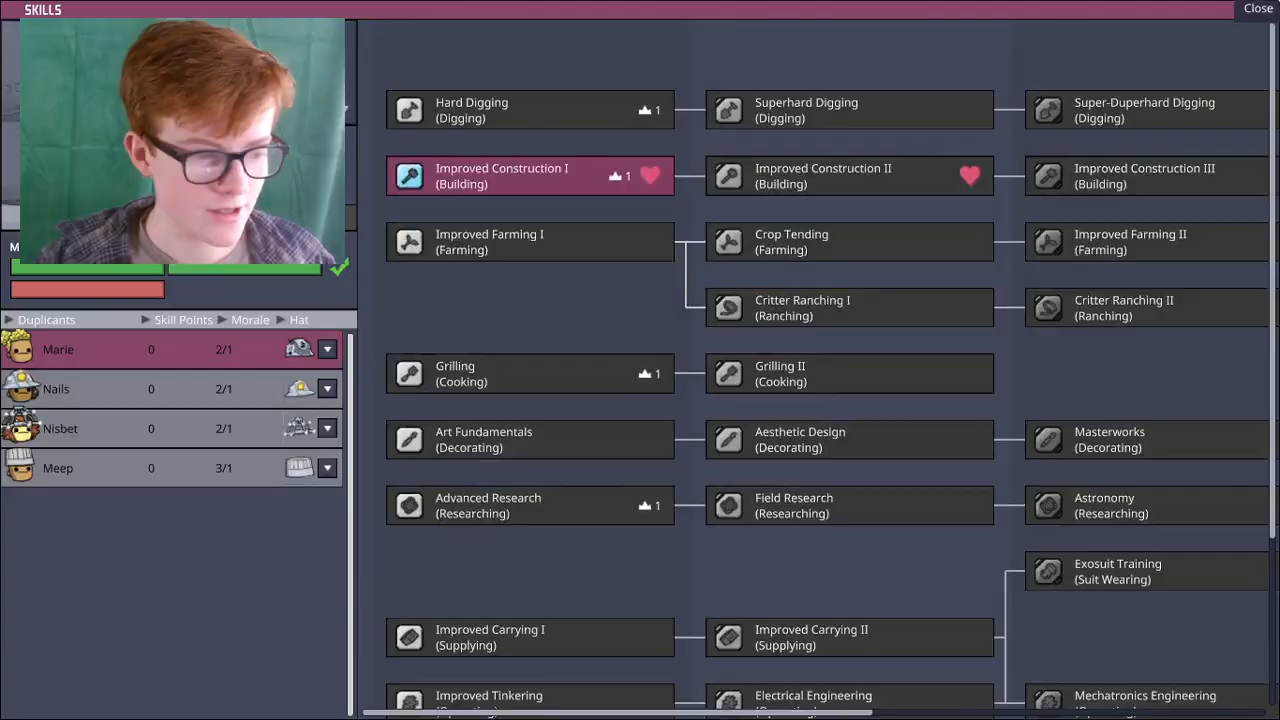 SKILLS
Close
Hard Digging
(Digging)
1
Superhard Digging
(Digging)
Super-Duperhard Digging
(Digging)
Improved Construction I
(Building)
1
Improved Construction II
(Building)
Improved Construction III
(Building)
Improved Farming I
(Farming)
Crop Tending
(Farming)
Improved Farming II
(Farming)
Critter Ranching I
(Ranching)
Critter Ranching II
(Ranching)
Grilling
(Cooking)
1
Grilling II
(Cooking)
Art Fundamentals
(Decorating)
Aesthetic Design
(Decorating)
Masterworks
(Decorating)
Advanced Research
(Researching)
1
Field Research
(Researching)
Astronomy
(Researching)
Exosuit Training
(Suit Wearing)
Improved Carrying I
(Supplying)
Improved Carrying II
(Supplying)
Improved Tinkering
Electrical Engineering
Mechatronics Engineering
M
Duplicants Skill Points Morale Hat
Marie 0 2/1
Nails 0 2/1
Nisbet 0 2/1
Meep 0 3/1